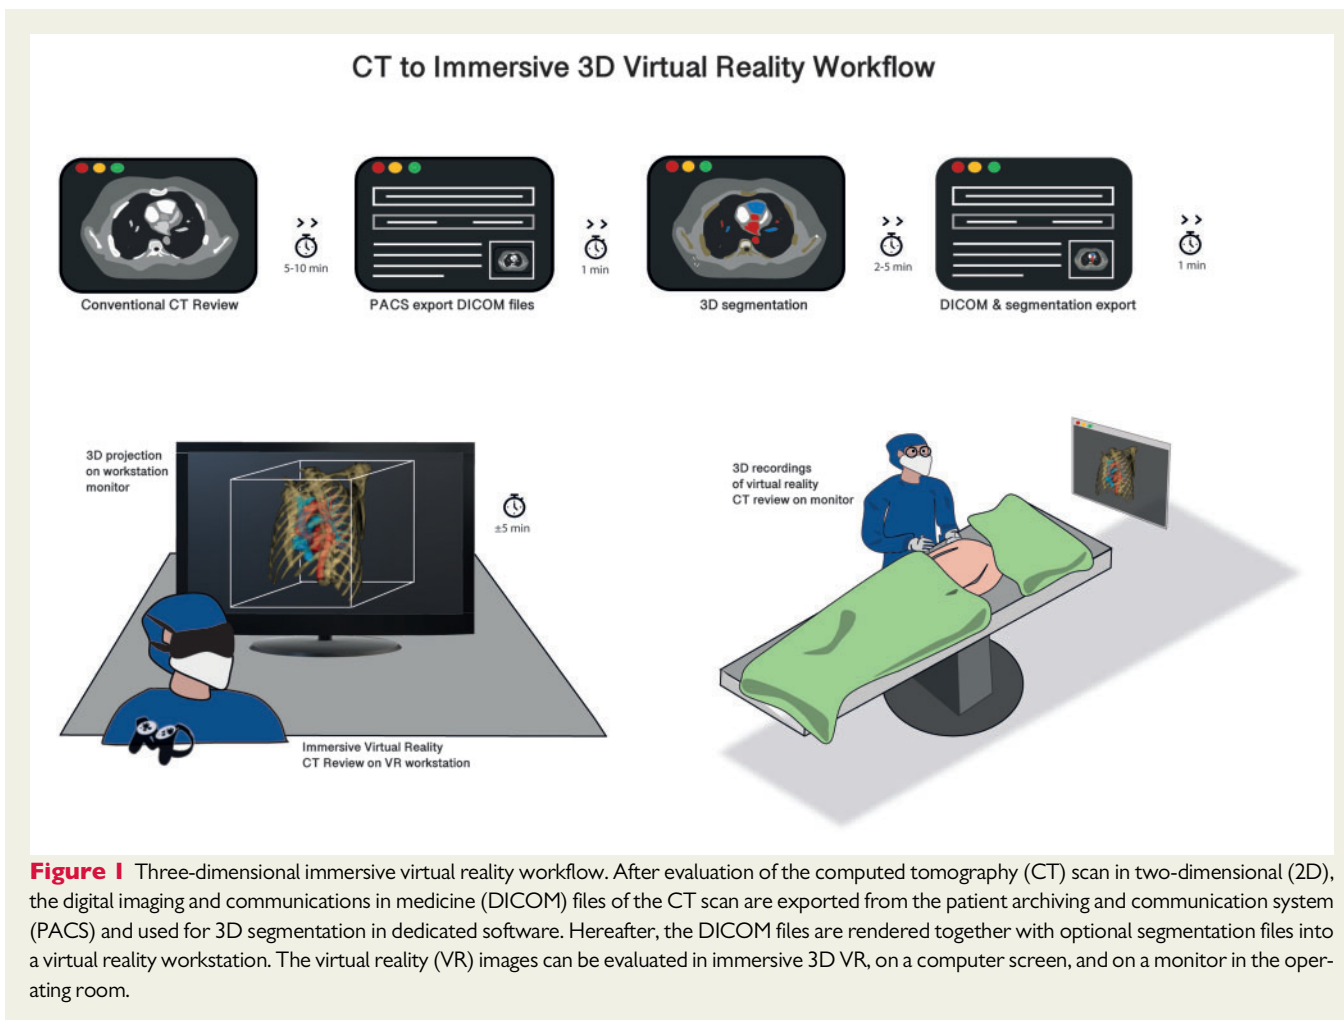 CT to Immersive 3D Virtual Reality Workflow
5-10 min
1 min
2-5 min
1 min
Conventional CT Review
PACS export DICOM files
3D segmentation
DICOM & segmentation export
3D projection
on workstation
monitor
±5 min
Immersive Virtual Reality
CT Review on VR workstation
3D recordings
of virtual reality
CT review on monitor
Figure 1 Three-dimensional immersive virtual reality workflow. After evaluation of the computed tomography (CT) scan in two-dimensional (2D),
the digital imaging and communications in medicine (DICOM) files of the CT scan are exported from the patient archiving and communication system
(PACS) and used for 3D segmentation in dedicated software. Hereafter, the DICOM files are rendered together with optional segmentation files into
a virtual reality workstation. The virtual reality (VR) images can be evaluated in immersive 3D VR, on a computer screen, and on a monitor in the oper-
ating room.